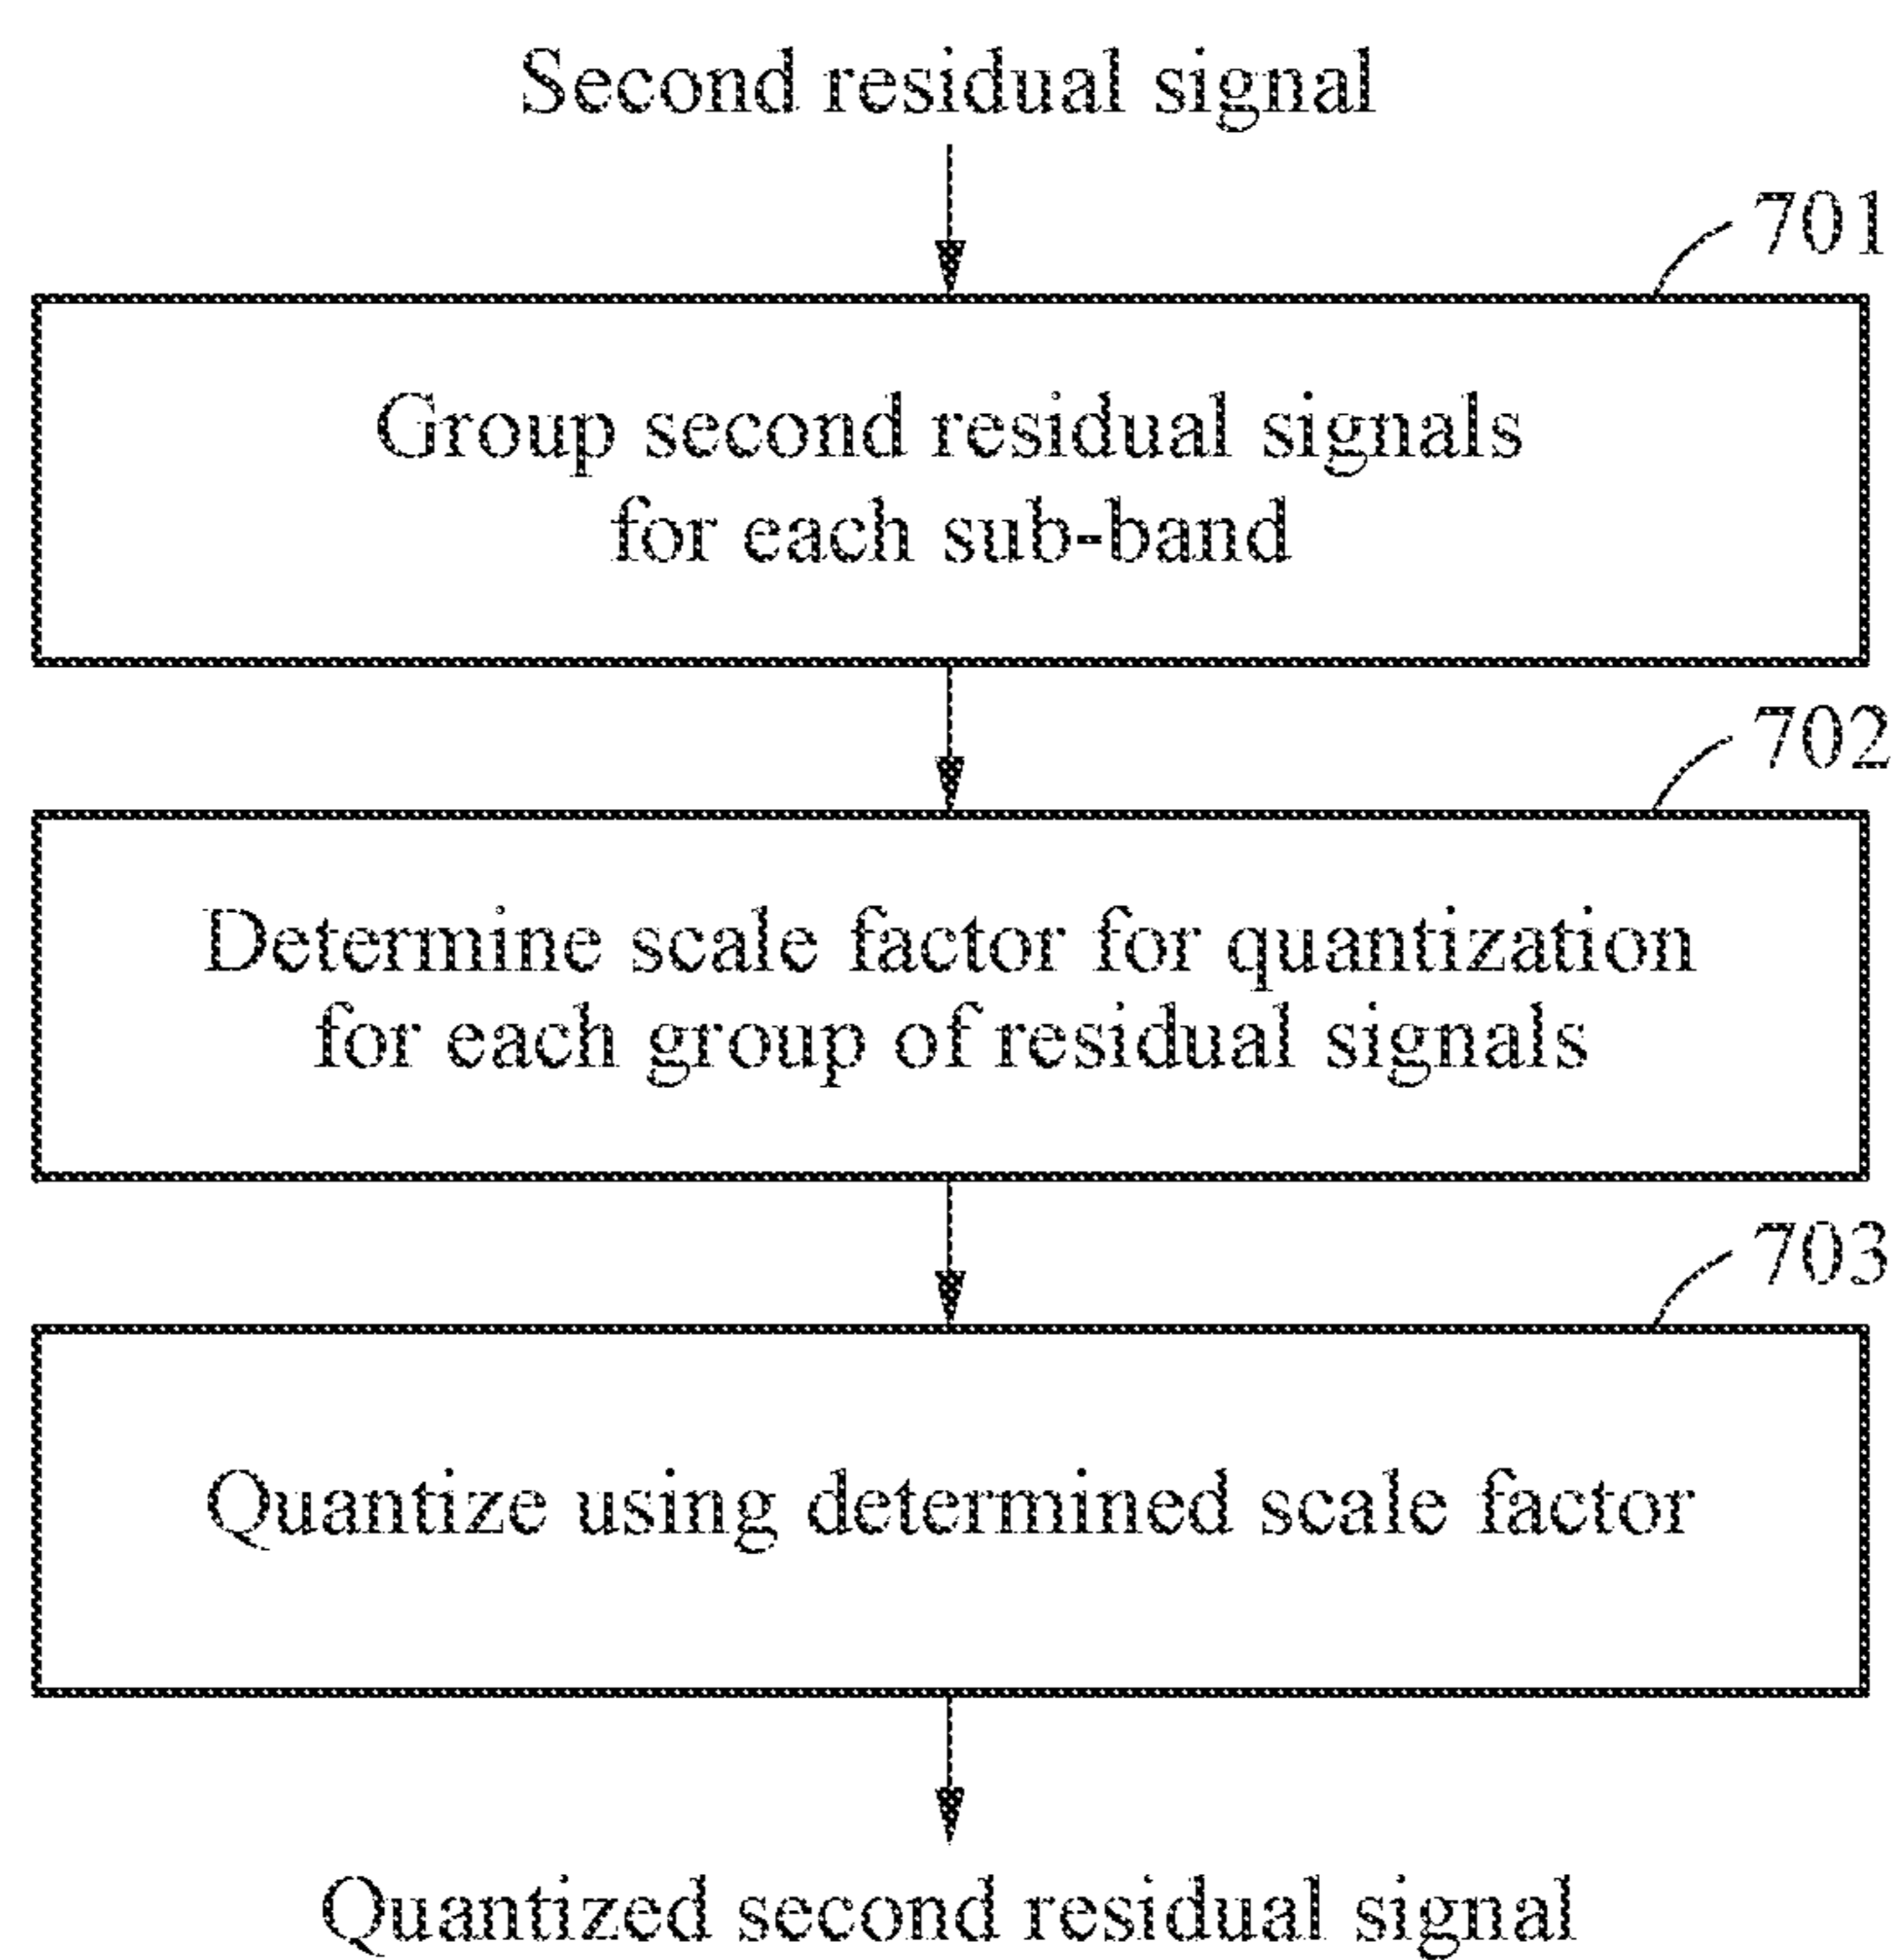 Second residual signal
701
Group second residual signals
for each sub-band
702
Determine scale factor for quantization
for each group of residual signals
703
Quantize using determined scale factor
Quantized second residual signal